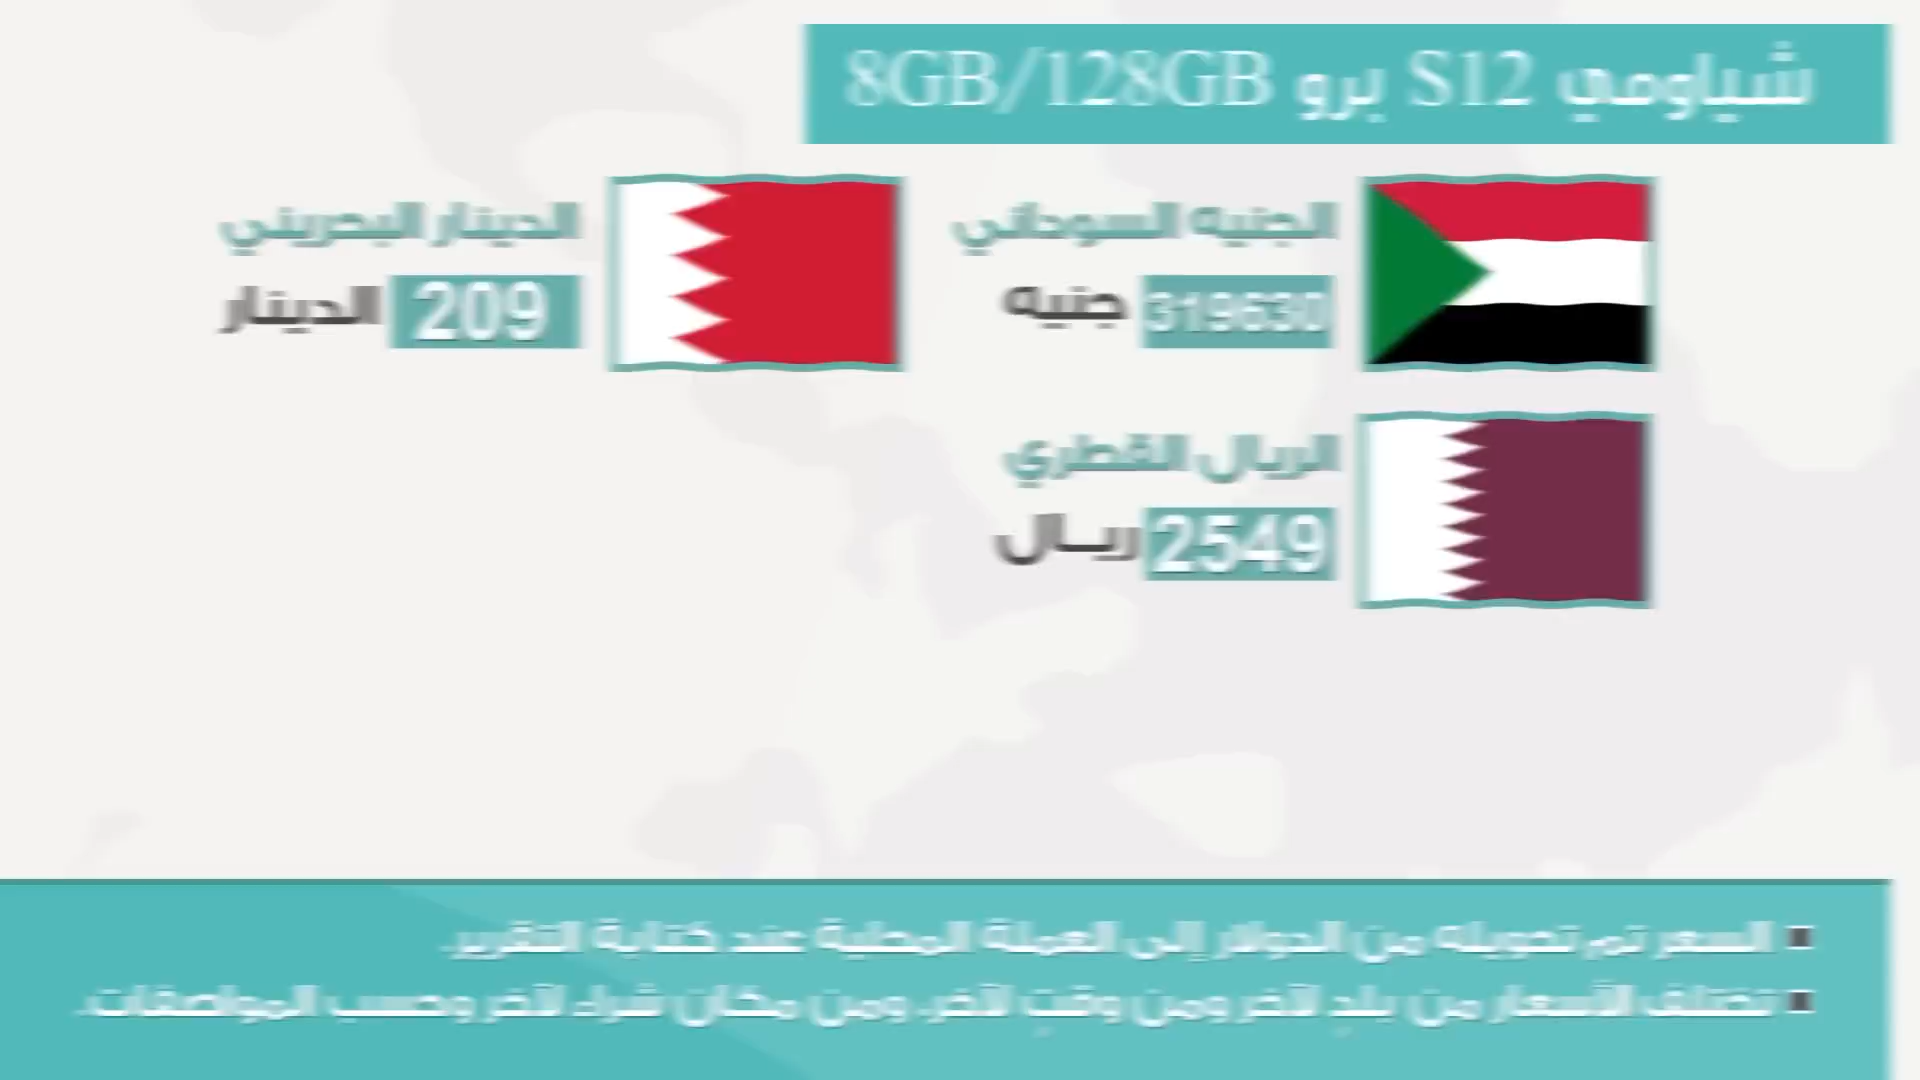 شياومي S12 برو 8GB/128GB
الجنيه السوداني
319630 جنيه
الدينار البحريني
209 الدينار
الريال القطري
2549 ريال
▪ السعر تم تحويله من الدولار إلى العملة المحلية عند كتابة التقرير.
▪ تختلف الأسعار من بلدٍ لآخر ومن وقتٍ لآخر، ومن مكان شراء لآخر وحسب المواصفات.